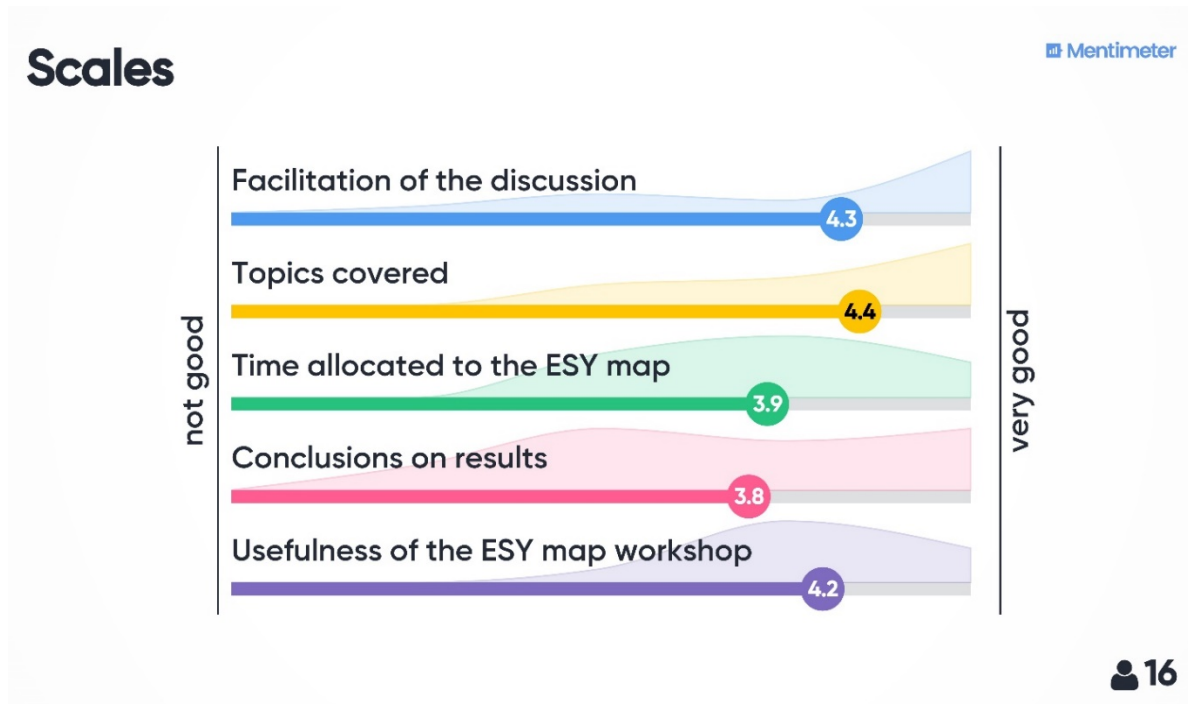 Scales
Mentimeter
not good
very good
Facilitation of the discussion
4.3
Topics covered
4.4
Time allocated to the ESY map
3.9
Conclusions on results
3.8
Usefulness of the ESY map workshop
4.2
16